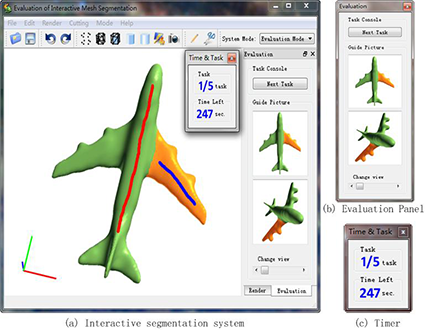 Evaluation of Interactive Mesh Segmentation
File Edit Render Cutting Window Help
System Mode: Evaluation Mode
Time & Task
Task
1/5 task
Time Left
247 sec.
Evaluation
Task Console
Next Task
Guide Picture
Change view
Render Evaluation
(a) Interactive segmentation system
Evaluation
Task Console
Next Task
Guide Picture
Change view
(b) Evaluation Panel
Time & Task
Task
1/5 task
Time Left
247 sec.
(c) Timer